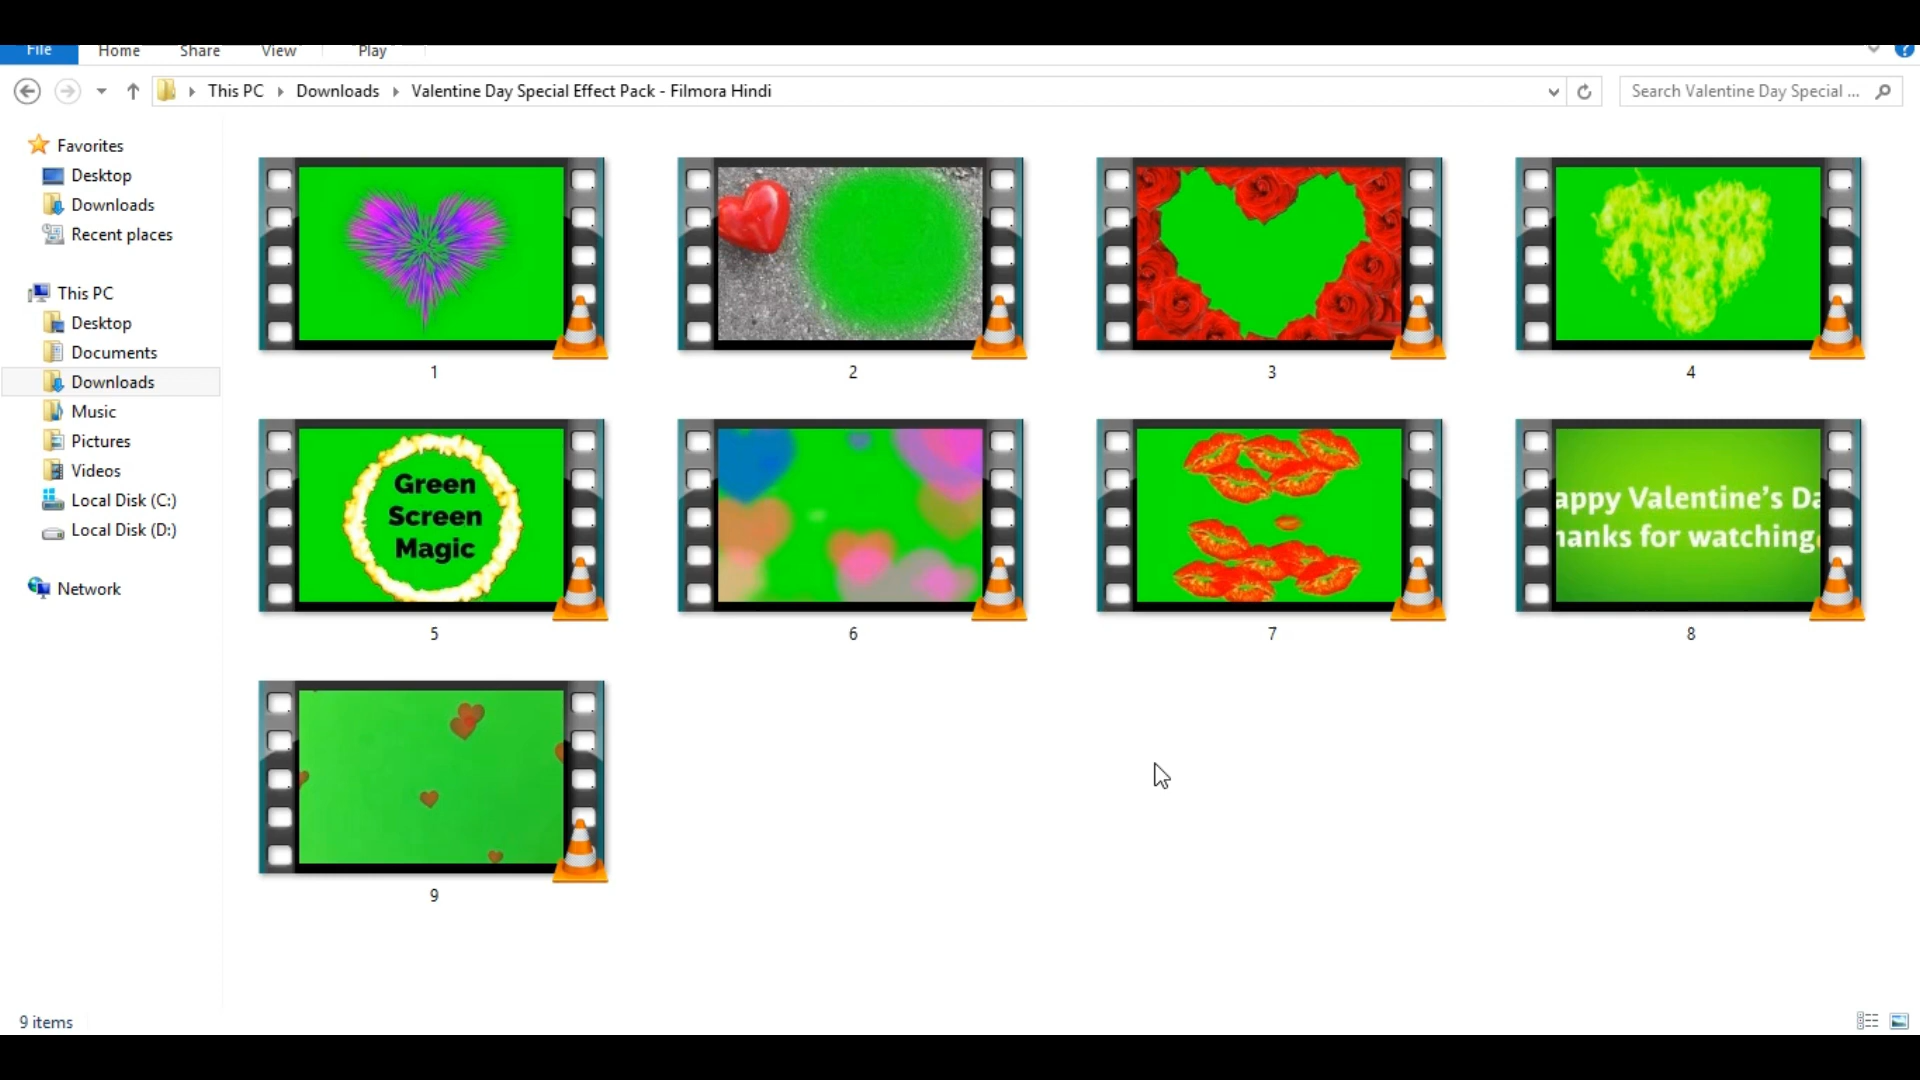 File Home Share View Play
This PC Downloads Valentine Day Special Effect Pack - Filmora Hindi
Search Valentine Day Special ...
Favorites
Desktop
Downloads
Recent places
This PC
Desktop
Documents
Downloads
Music
Pictures
Videos
Local Disk (C:)
Local Disk (D:)
Network
1
2
3
4
Green
Screen
Magic
appy Valentine's Da
hanks for watching
5
6
7
8
9
9 items